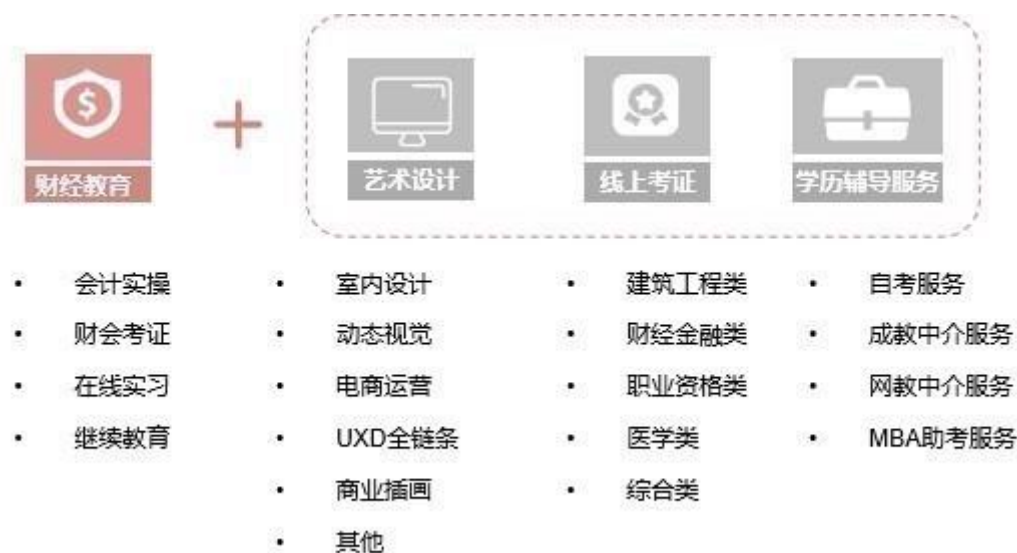 财经教育
+
艺术设计
线上考证
学历辅导服务
• 会计实操
• 财会考证
• 在线实习
• 继续教育
• 室内设计
• 动态视觉
• 电商运营
• UXD全链条
• 商业插画
• 其他
• 建筑工程类
• 财经金融类
• 职业资格类
• 医学类
• 综合类
• 自考服务
• 成教中介服务
• 网教中介服务
• MBA助考服务